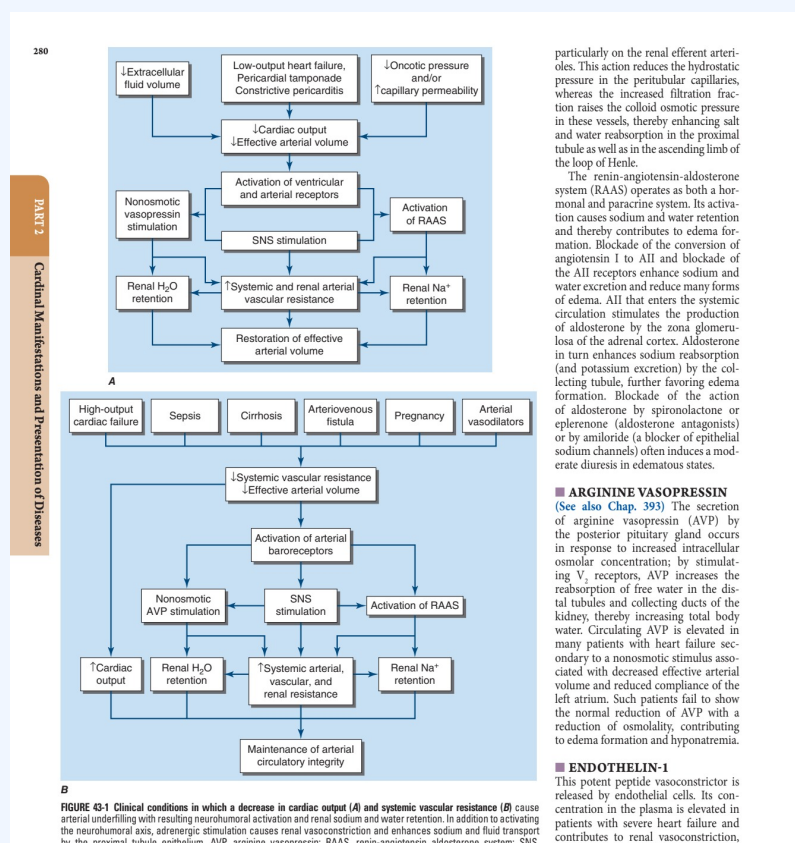 280
PART 2
Cardinal Manifestations and Presentation of Diseases
↓Extracellular
fluid volume
Low-output heart failure,
Pericardial tamponade
Constrictive pericarditis
↓Oncotic pressure
and/or
↑capillary permeability
↓Cardiac output
↓Effective arterial volume
Activation of ventricular
and arterial receptors
Nonosmotic
vasopressin
stimulation
Activation
of RAAS
SNS stimulation
Renal H₂O
retention
↑Systemic and renal arterial
vascular resistance
Renal Na⁺
retention
Restoration of effective
arterial volume
A
High-output
cardiac failure
Sepsis
Cirrhosis
Arteriovenous
fistula
Pregnancy
Arterial
vasodilators
↓Systemic vascular resistance
↓Effective arterial volume
Activation of arterial
baroreceptors
Nonosmotic
AVP stimulation
SNS
stimulation
Activation of RAAS
↑Cardiac
output
Renal H₂O
retention
↑Systemic arterial,
vascular, and
renal resistance
Renal Na⁺
retention
Maintenance of arterial
circulatory integrity
B
FIGURE 43-1 Clinical conditions in which a decrease in cardiac output (A) and systemic vascular resistance (B) cause
arterial underfilling with resulting neurohumoral activation and renal sodium and water retention. In addition to activating
the neurohumoral axis, adrenergic stimulation causes renal vasoconstriction and enhances sodium and fluid transport
by the proximal tubule epithelium. AVP, arginine vasopressin; RAAS, renin-angiotensin aldosterone system; SNS,
particularly on the renal efferent arteri-
oles. This action reduces the hydrostatic
pressure in the peritubular capillaries,
whereas the increased filtration frac-
tion raises the colloid osmotic pressure
in these vessels, thereby enhancing salt
and water reabsorption in the proximal
tubule as well as in the ascending limb of
the loop of Henle.
The renin-angiotensin-aldosterone
system (RAAS) operates as both a hor-
monal and paracrine system. Its activa-
tion causes sodium and water retention
and thereby contributes to edema for-
mation. Blockade of the conversion of
angiotensin I to AII and blockade of
the AII receptors enhance sodium and
water excretion and reduce many forms
of edema. AII that enters the systemic
circulation stimulates the production
of aldosterone by the zona glomeru-
losa of the adrenal cortex. Aldosterone
in turn enhances sodium reabsorption
(and potassium excretion) by the col-
lecting tubule, further favoring edema
formation. Blockade of the action
of aldosterone by spironolactone or
eplerenone (aldosterone antagonists)
or by amiloride (a blocker of epithelial
sodium channels) often induces a mod-
erate diuresis in edematous states.
■ ARGININE VASOPRESSIN
(See also Chap. 393) The secretion
of arginine vasopressin (AVP) by
the posterior pituitary gland occurs
in response to increased intracellular
osmolar concentration; by stimulat-
ing V₂ receptors, AVP increases the
reabsorption of free water in the dis-
tal tubules and collecting ducts of the
kidney, thereby increasing total body
water. Circulating AVP is elevated in
many patients with heart failure sec-
ondary to a nonosmotic stimulus asso-
ciated with decreased effective arterial
volume and reduced compliance of the
left atrium. Such patients fail to show
the normal reduction of AVP with a
reduction of osmolality, contributing
to edema formation and hyponatremia.
■ ENDOTHELIN-1
This potent peptide vasoconstrictor is
released by endothelial cells. Its con-
centration in the plasma is elevated in
patients with severe heart failure and
contributes to renal vasoconstriction,